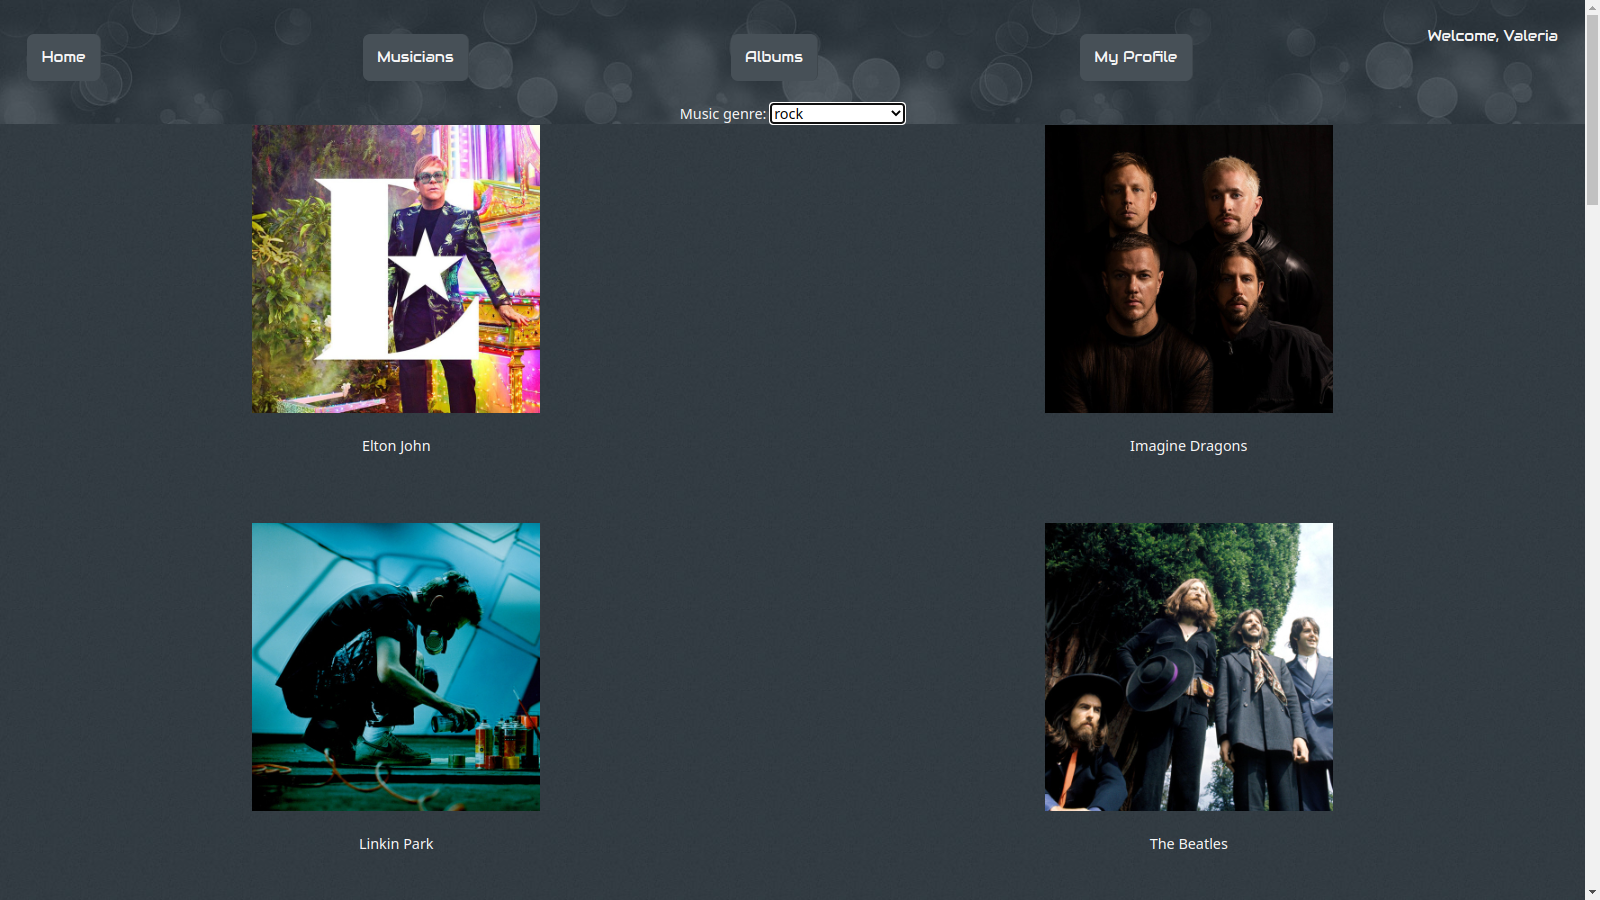 Home
Musicians
Albums
My Profile
Welcome, Valeria
Music genre: rock
E
Elton John
Imagine Dragons
Linkin Park
The Beatles